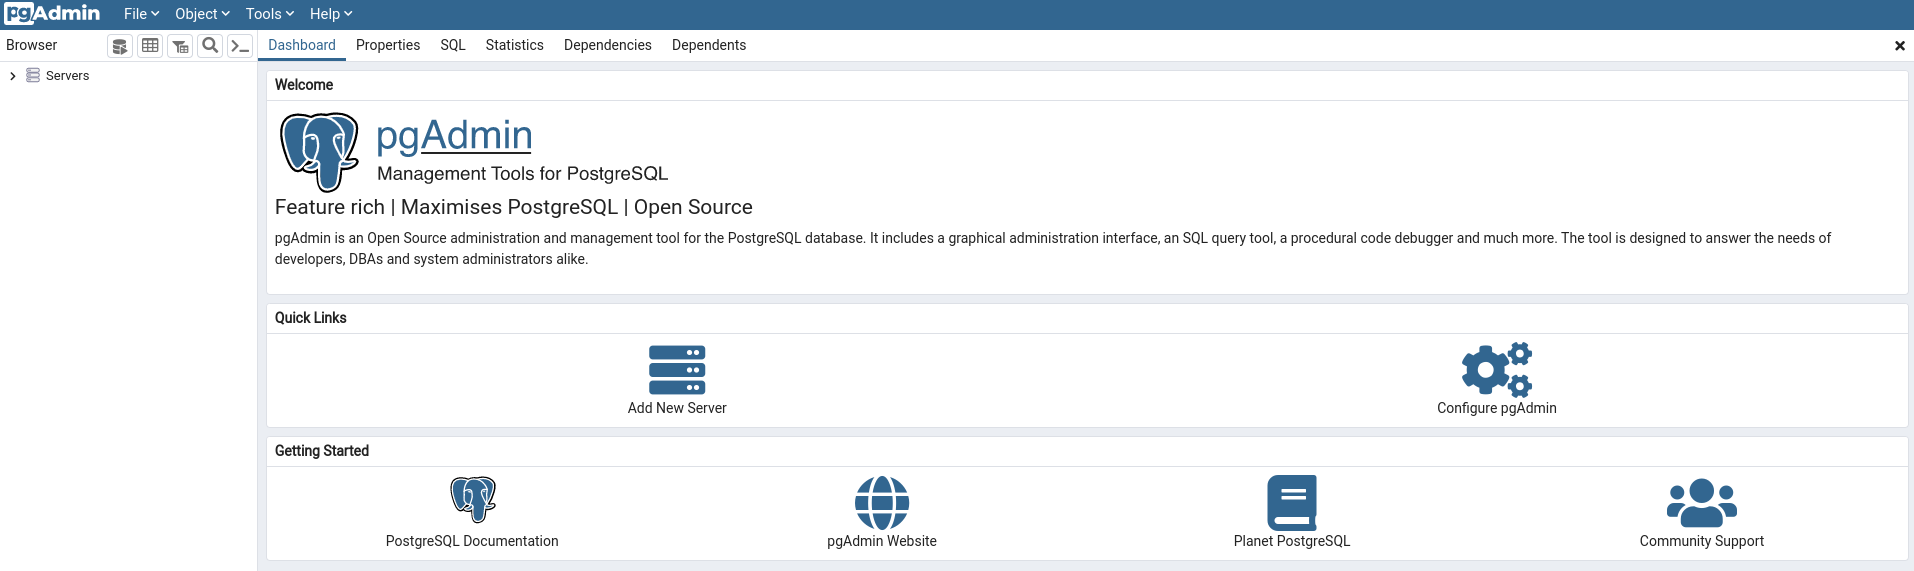 pgAdmin
File
Object
Tools
Help
Browser
Dashboard
Properties
SQL
Statistics
Dependencies
Dependents
Servers
Welcome
pgAdmin
Management Tools for PostgreSQL
Feature rich | Maximises PostgreSQL | Open Source
pgAdmin is an Open Source administration and management tool for the PostgreSQL database. It includes a graphical administration interface, an SQL query tool, a procedural code debugger and much more. The tool is designed to answer the needs of
developers, DBAs and system administrators alike.
Quick Links
Add New Server
Configure pgAdmin
Getting Started
PostgreSQL Documentation
pgAdmin Website
Planet PostgreSQL
Community Support